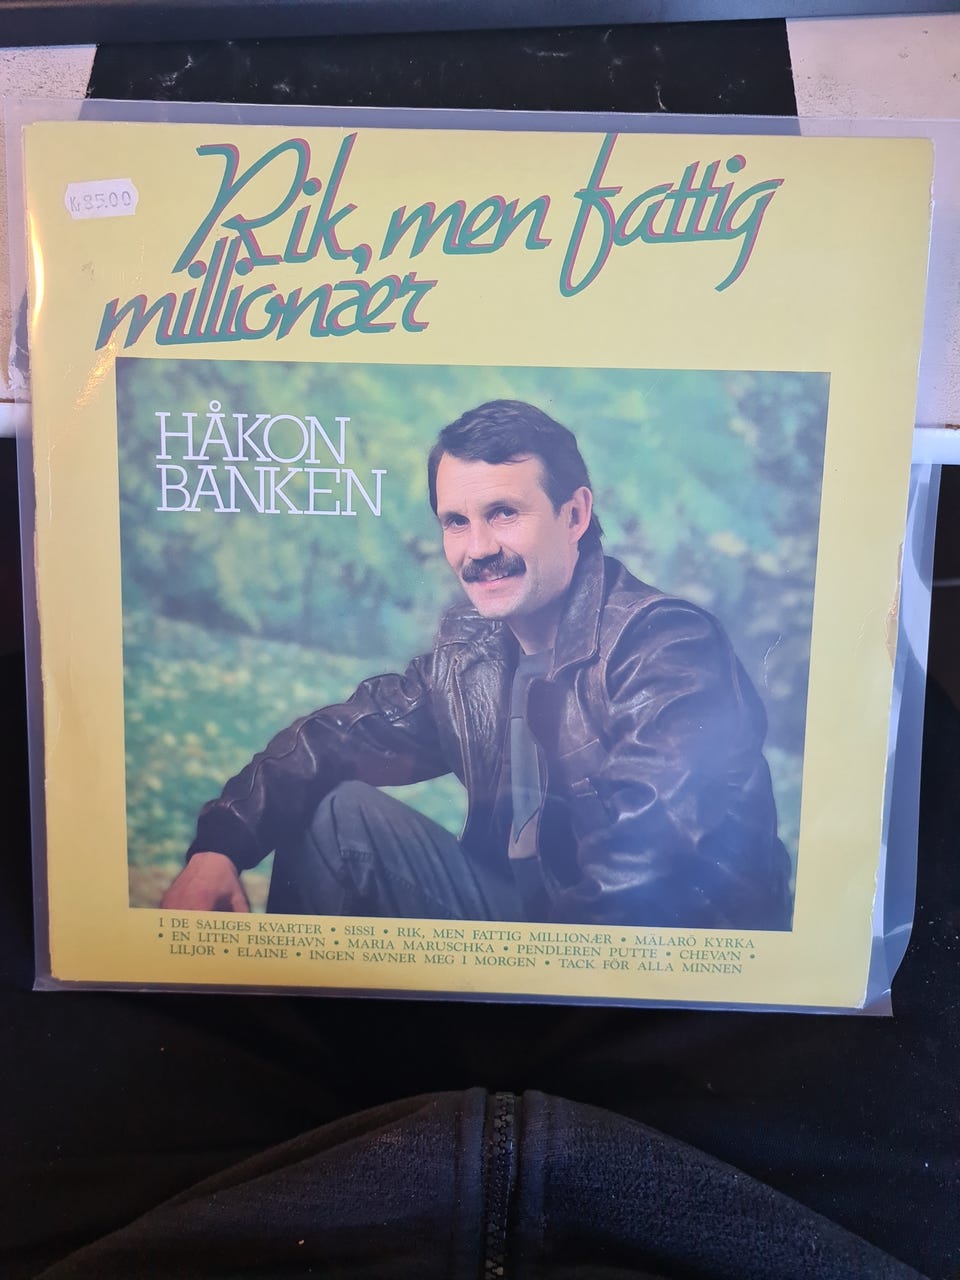 Kr 85.00
Rik, men fattig
millionær
HÅKON
BANKEN
I DE SALIGES KVARTER • SISSI • RIK, MEN FATTIG MILLIONÆR • MÄLARÖ KYRKA
• EN LITEN FISKEHAVN • MARIA MARUSCHKA • PENDLEREN PUTTE • CHEVA'N •
LILJOR • ELAINE • INGEN SAVNER MEG I MORGEN • TACK FÖR ALLA MINNEN